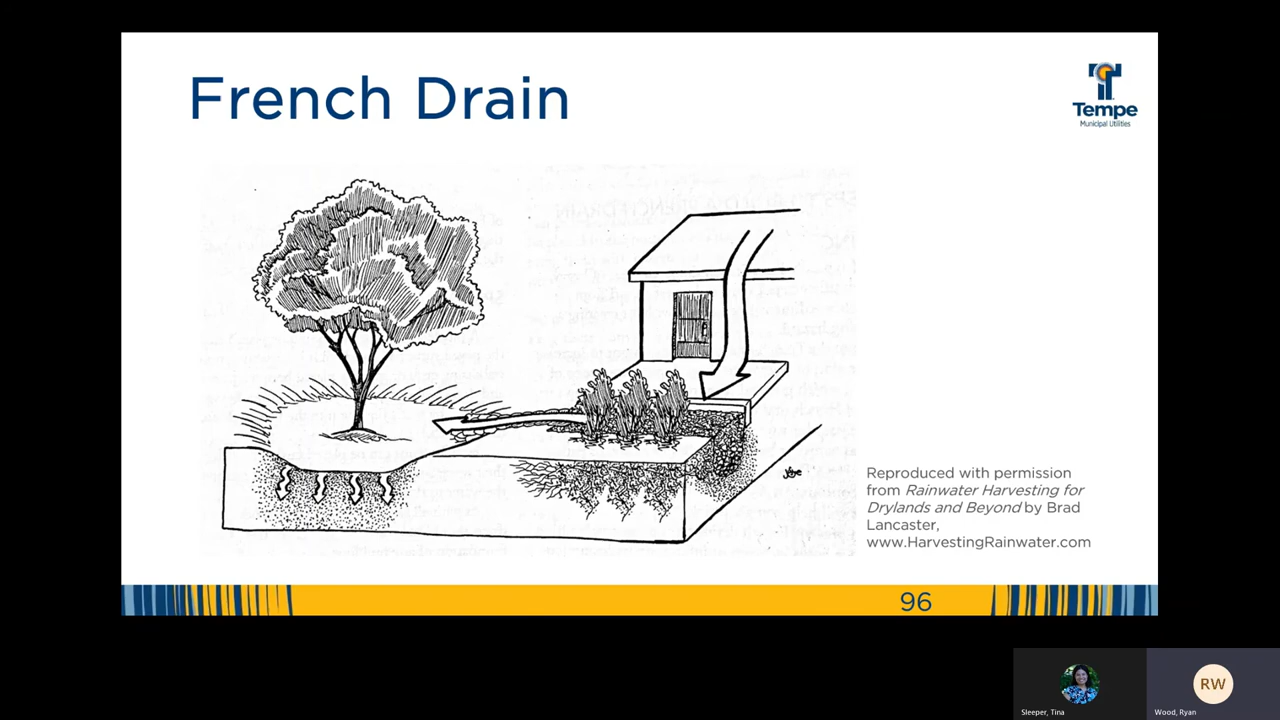 French Drain
Tempe
Municipal Utilities
Reproduced with permission
from Rainwater Harvesting for
Drylands and Beyond by Brad
Lancaster,
www.HarvestingRainwater.com
96
RW
Sleeper, Tina
Wood, Ryan